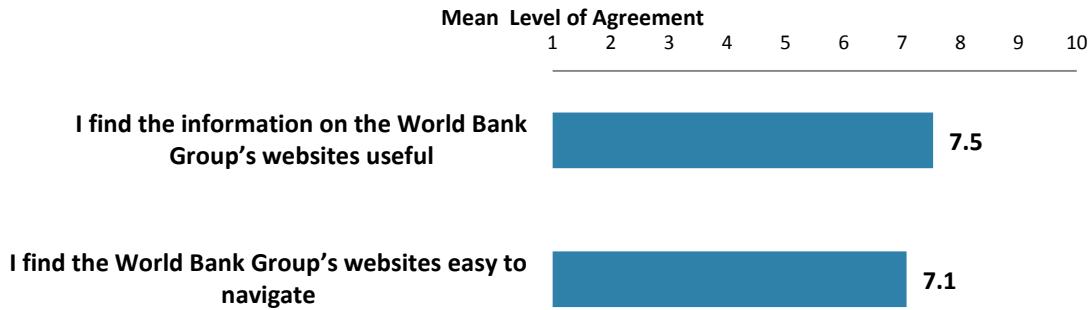 Mean Level of Agreement
1 2 3 4 5 6 7 8 9 10
I find the information on the World Bank
Group’s websites useful
7.5
I find the World Bank Group’s websites easy to
navigate
7.1